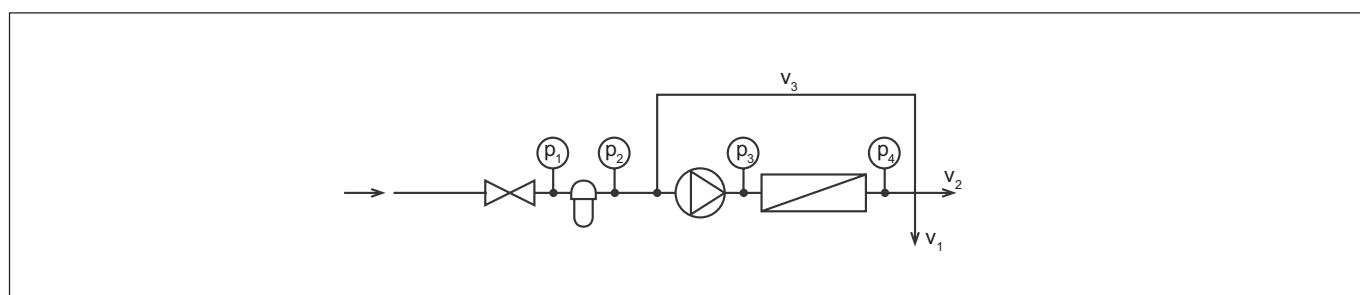 v₃
p₁ p₂ p₃ p₄
v₂
v₁